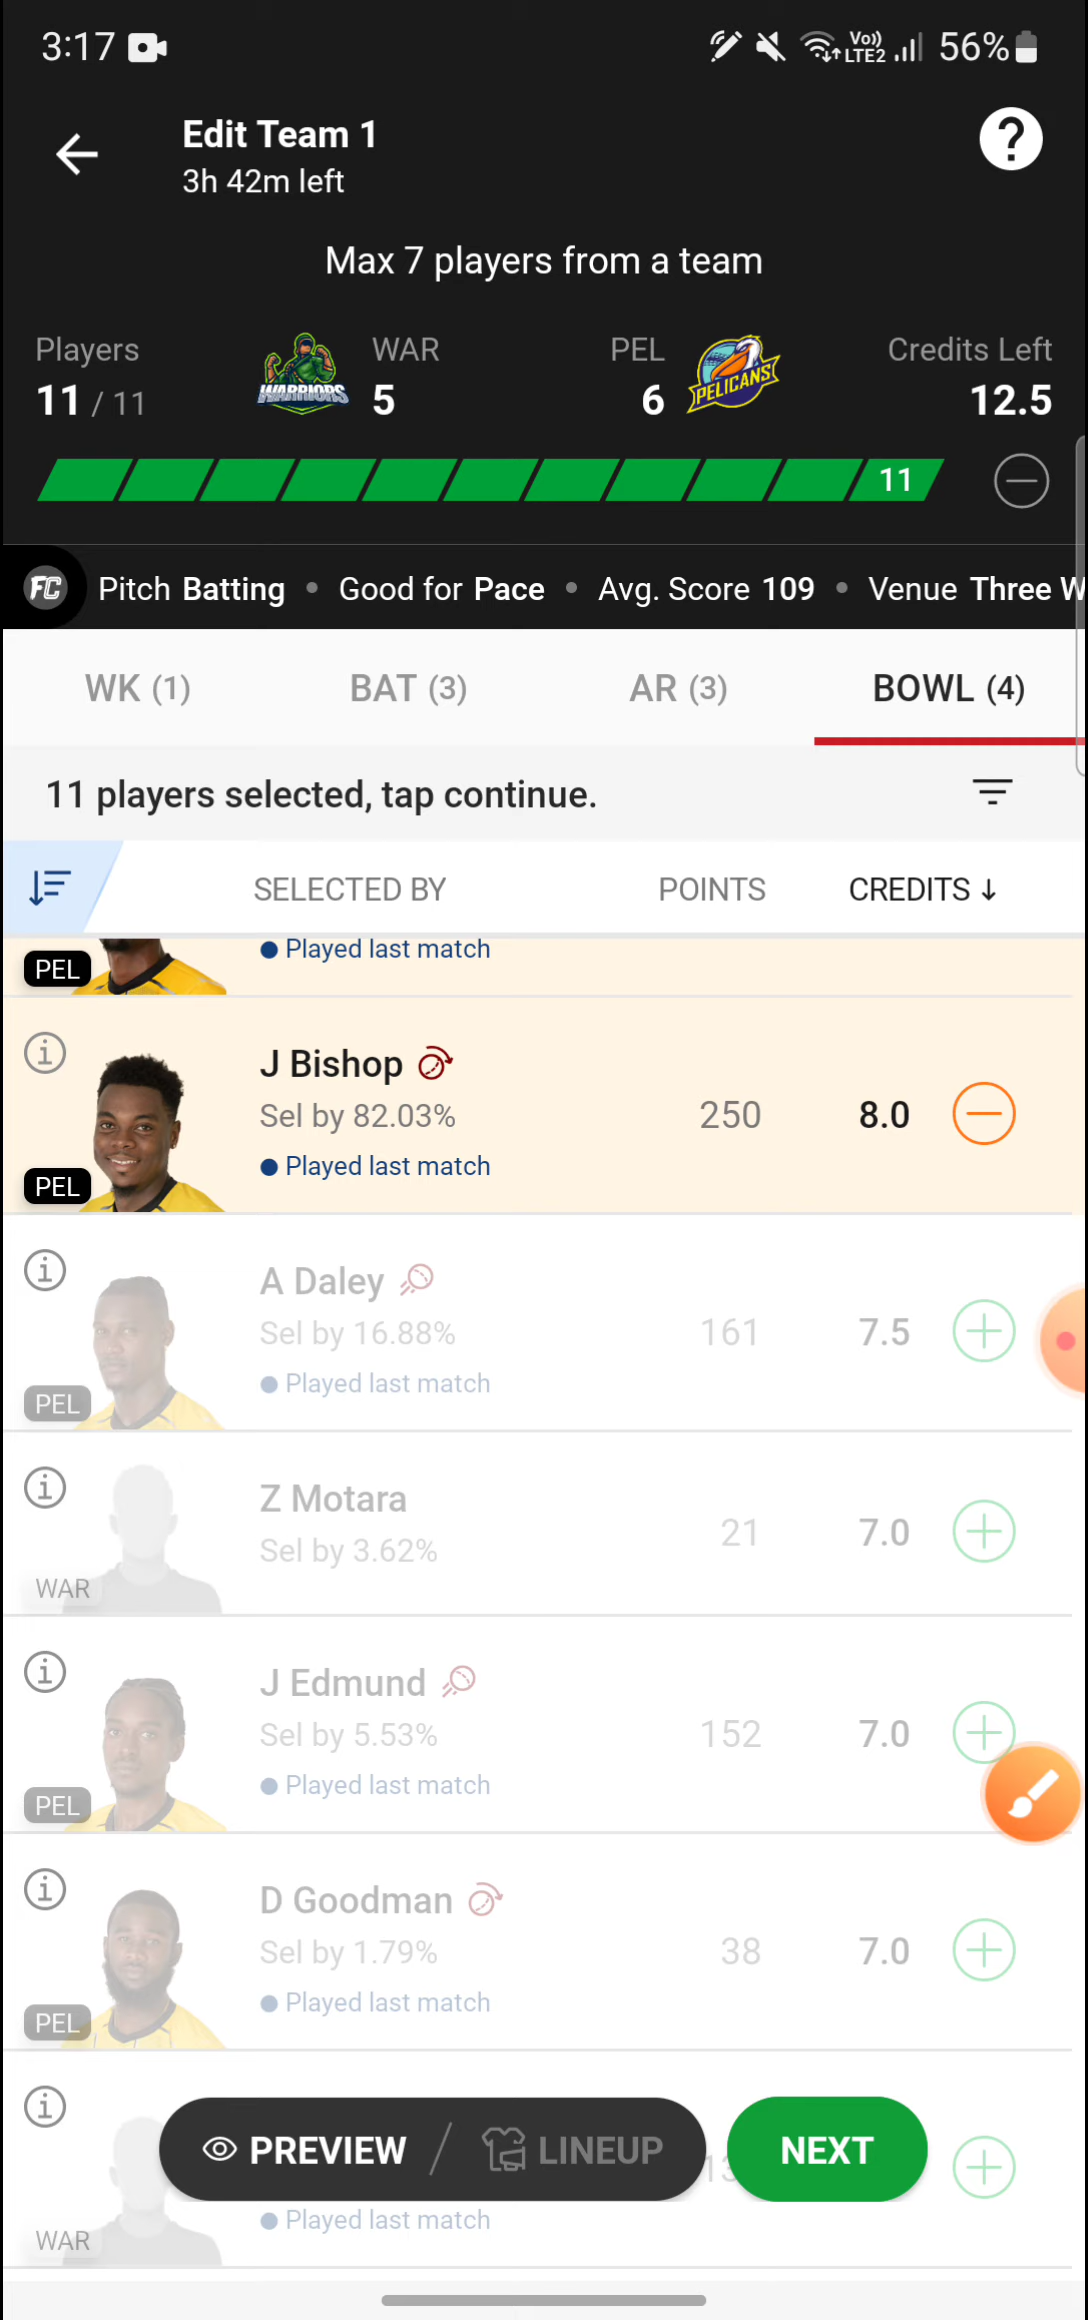 3:17
Vo)) LTE2 56%
Edit Team 1
3h 42m left
?
Max 7 players from a team
Players
11 / 11
WARRIORS
WAR
5
PEL
6
PELICANS
Credits Left
12.5
11
FC Pitch Batting • Good for Pace • Avg. Score 109 • Venue Three W
WK (1) BAT (3) AR (3) BOWL (4)
11 players selected, tap continue.
SELECTED BY POINTS CREDITS ↓
PEL
Played last match
J Bishop
Sel by 82.03% 250 8.0
Played last match
PEL
A Daley
Sel by 16.88% 161 7.5
Played last match
PEL
Z Motara
Sel by 3.62% 21 7.0
WAR
J Edmund
Sel by 5.53% 152 7.0
Played last match
PEL
D Goodman
Sel by 1.79% 38 7.0
Played last match
PEL
PREVIEW / LINEUP NEXT
Played last match
WAR